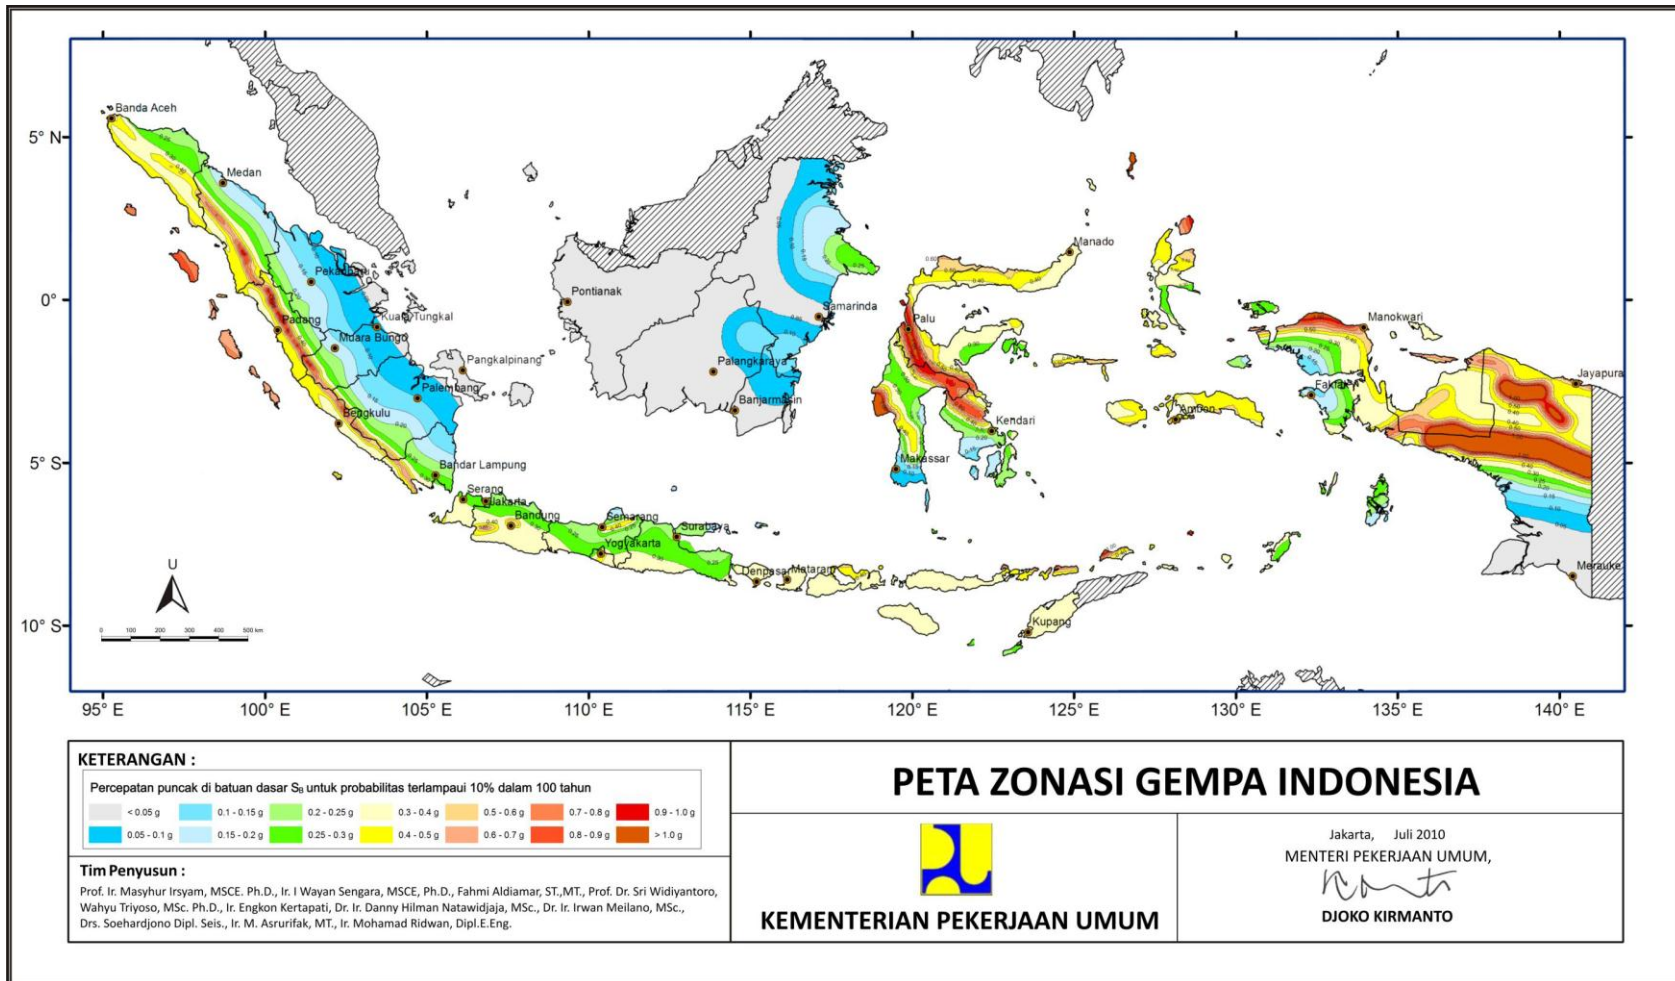 Banda Aceh
5° N
Medan
Manado
Pekanbaru
0°
Pontianak
Samarinda
Manokwari
Kuala Tungkal
Padang
Palu
Muara Bungo
Pangkalpinang
Palangkaraya
Jayapura
Palembang
Fakfak
Banjarmasin
Bengkulu
Ambon
Kendari
5° S
Bandar Lampung
Makassar
Serang
Jakarta
Bandung
Semarang
Surabaya
Yogyakarta
Denpasar
Mataram
Merauke
U
Kupang
10° S
0 100 200 300 400 500 km
95° E 100° E 105° E 110° E 115° E 120° E 125° E 130° E 135° E 140° E
KETERANGAN :
Percepatan puncak di batuan dasar SB untuk probabilitas terlampaui 10% dalam 100 tahun
< 0.05 g 0.1 - 0.15 g 0.2 - 0.25 g 0.3 - 0.4 g 0.5 - 0.6 g 0.7 - 0.8 g 0.9 - 1.0 g
0.05 - 0.1 g 0.15 - 0.2 g 0.25 - 0.3 g 0.4 - 0.5 g 0.6 - 0.7 g 0.8 - 0.9 g > 1.0 g
Tim Penyusun :
Prof. Ir. Masyhur Irsyam, MSCE. Ph.D., Ir. I Wayan Sengara, MSCE, Ph.D., Fahmi Aldiamar, ST.,MT., Prof. Dr. Sri Widiyantoro,
Wahyu Triyoso, MSc. Ph.D., Ir. Engkon Kertapati, Dr. Ir. Danny Hilman Natawidjaja, MSc., Dr. Ir. Irwan Meilano, MSc.,
Drs. Soehardjono Dipl. Seis., Ir. M. Asrurifak, MT., Ir. Mohamad Ridwan, Dipl.E.Eng.
PETA ZONASI GEMPA INDONESIA
KEMENTERIAN PEKERJAAN UMUM
Jakarta, Juli 2010
MENTERI PEKERJAAN UMUM,
DJOKO KIRMANTO